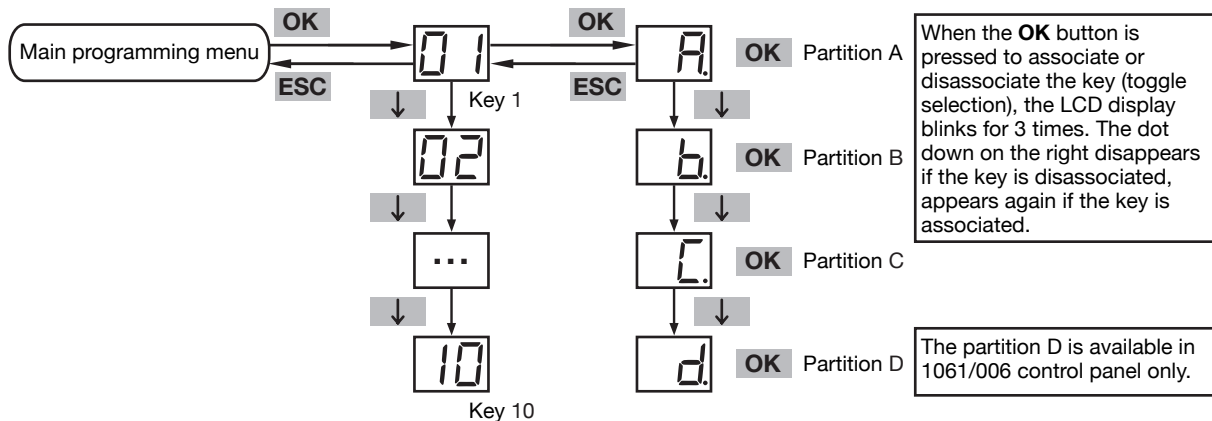 OK
OK
Main programming menu
01
A.
OK Partition A
ESC
ESC
↓
Key 1
↓
02
b.
OK Partition B
↓
↓
...
C.
OK Partition C
↓
↓
10
d.
OK Partition D
Key 10
When the OK button is
pressed to associate or
disassociate the key (toggle
selection), the LCD display
blinks for 3 times. The dot
down on the right disappears
if the key is disassociated,
appears again if the key is
associated.
The partition D is available in
1061/006 control panel only.